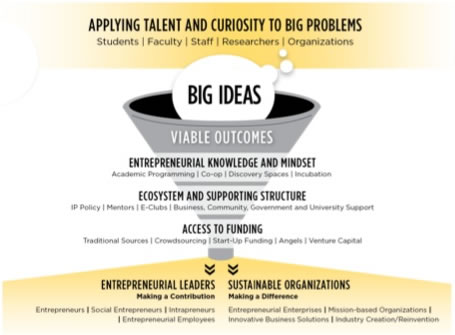 APPLYING TALENT AND CURIOSITY TO BIG PROBLEMS
Students | Faculty | Staff | Researchers | Organizations
BIG IDEAS
VIABLE OUTCOMES
ENTREPRENEURIAL KNOWLEDGE AND MINDSET
Academic Programming | Co-op | Discovery Spaces | Incubation
ECOSYSTEM AND SUPPORTING STRUCTURE
IP Policy | Mentors | E-Clubs | Business, Community, Government and University Support
ACCESS TO FUNDING
Traditional Sources | Crowdsourcing | Start-Up Funding | Angels | Venture Capital
ENTREPRENEURIAL LEADERS
Making a Contribution
Entrepreneurs | Social Entrepreneurs | Intrapreneurs
| Entrepreneurial Employees
SUSTAINABLE ORGANIZATIONS
Making a Difference
Entrepreneurial Enterprises | Mission-based Organizations |
Innovative Business Solutions | Industry Creation/Reinvention